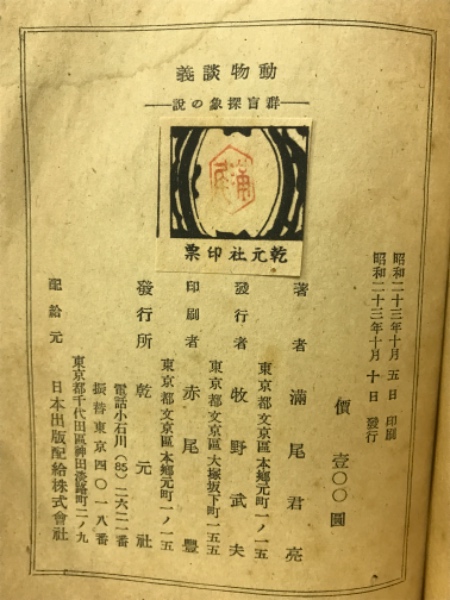 動物談義
―群盲探象の説―
乾元社印票
昭和二十三年十月五日 印刷
昭和二十三年十月十日 發行
價 壹〇〇圓
著者 滿尾君亮
東京都文京區本鄕元町一ノ一五
發行者 牧野武夫
東京都文京區大塚坂下町一五五
印刷者 赤尾豐
東京都文京區本鄕元町一ノ一五
發行所 乾元社
電話小石川(85)二六二一番
振替東京四〇一八番
東京都千代田區神田淡路町二ノ九
配給元 日本出版配給株式會社